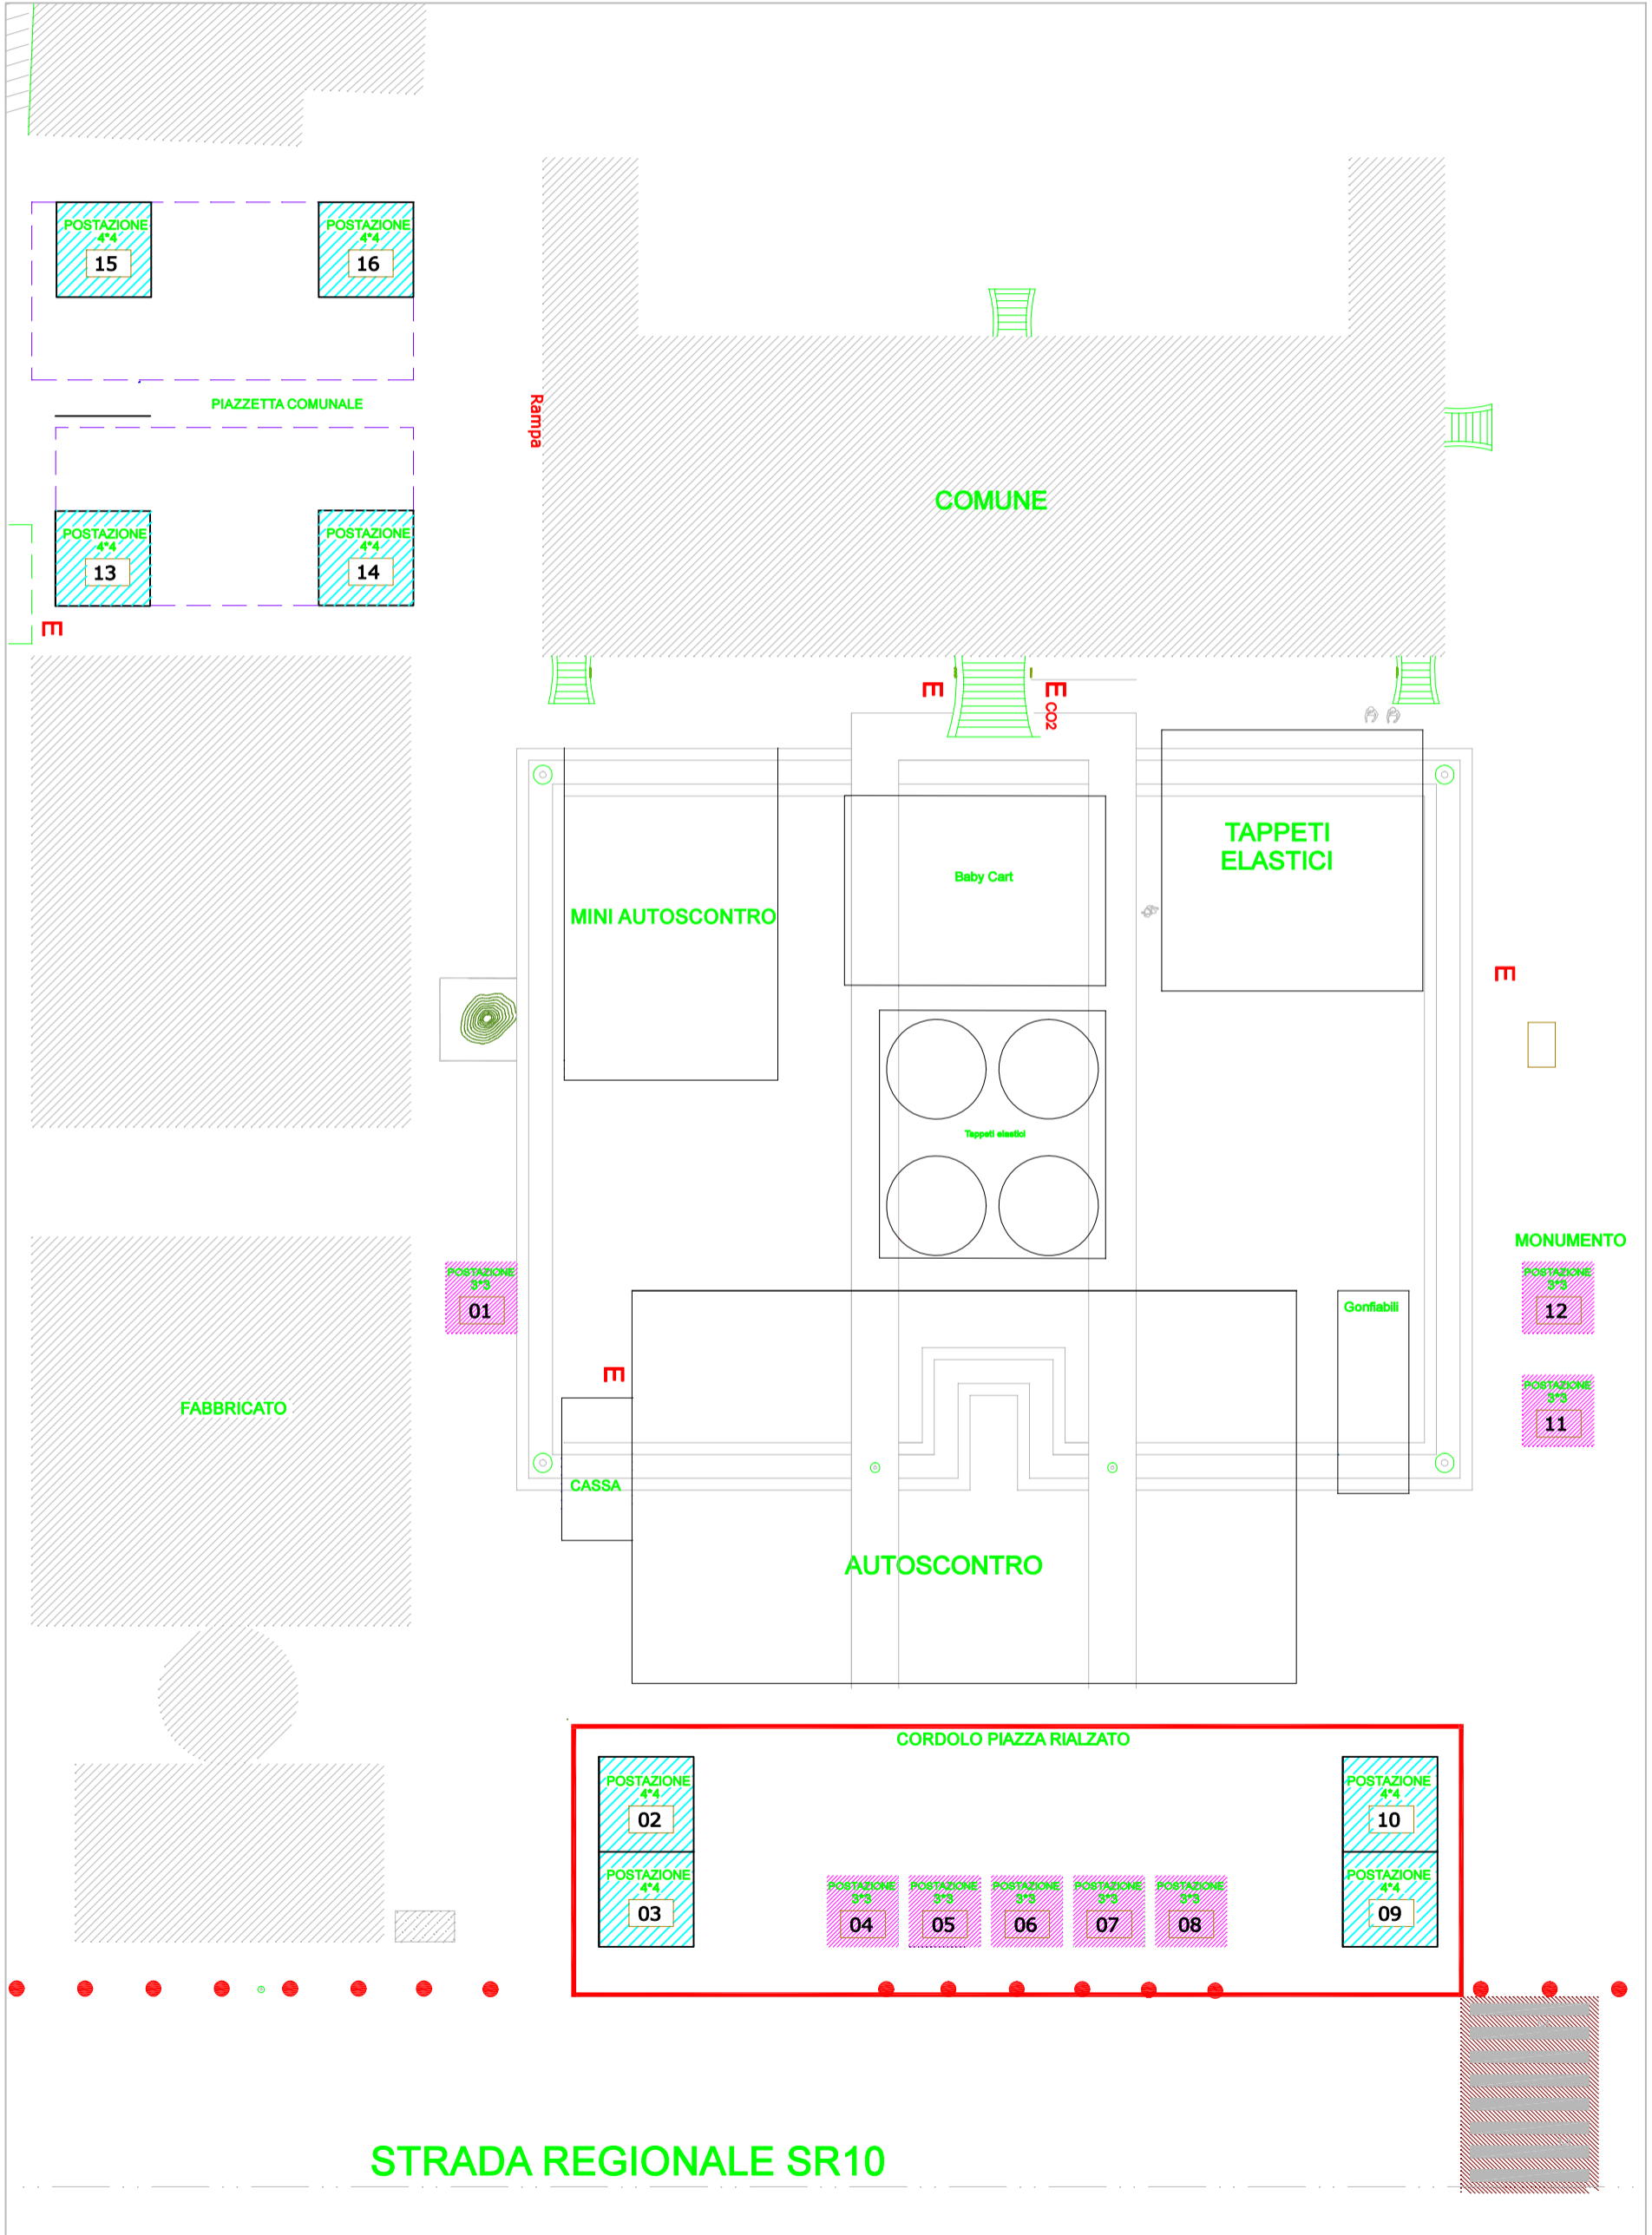 POSTAZIONE
4*4
15
POSTAZIONE
4*4
16
PIAZZETTA COMUNALE
Rampa
COMUNE
POSTAZIONE
4*4
13
POSTAZIONE
4*4
14
E
E
E
CO2
TAPPETI
ELASTICI
Baby Cart
MINI AUTOSCONTRO
E
Tappeti elastici
MONUMENTO
POSTAZIONE
3*3
01
POSTAZIONE
3*3
12
Gonfiabili
E
POSTAZIONE
3*3
11
FABBRICATO
CASSA
AUTOSCONTRO
CORDOLO PIAZZA RIALZATO
POSTAZIONE
4*4
02
POSTAZIONE
4*4
10
POSTAZIONE
4*4
03
POSTAZIONE
3*3
04
POSTAZIONE
3*3
05
POSTAZIONE
3*3
06
POSTAZIONE
3*3
07
POSTAZIONE
3*3
08
POSTAZIONE
4*4
09
STRADA REGIONALE SR10